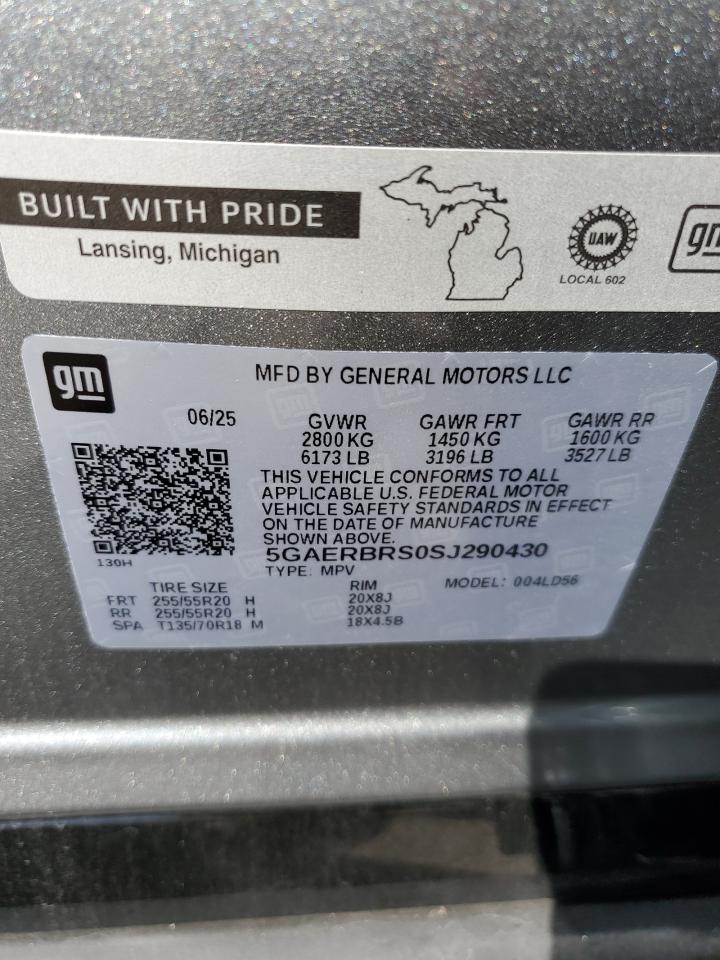 BUILT WITH PRIDE
Lansing, Michigan
UAW
LOCAL 602
gm
gm
MFD BY GENERAL MOTORS LLC
06/25 GVWR GAWR FRT GAWR RR
2800 KG 1450 KG 1600 KG
6173 LB 3196 LB 3527 LB
THIS VEHICLE CONFORMS TO ALL
APPLICABLE U.S. FEDERAL MOTOR
VEHICLE SAFETY STANDARDS IN EFFECT
ON THE DATE OF MANUFACTURE
SHOWN ABOVE.
5GAERBRS0SJ290430
130H
TYPE: MPV MODEL: 004LD56
TIRE SIZE RIM
FRT 255/55R20 H 20X8J
RR 255/55R20 H 20X8J
SPA T135/70R18 M 18X4.5B